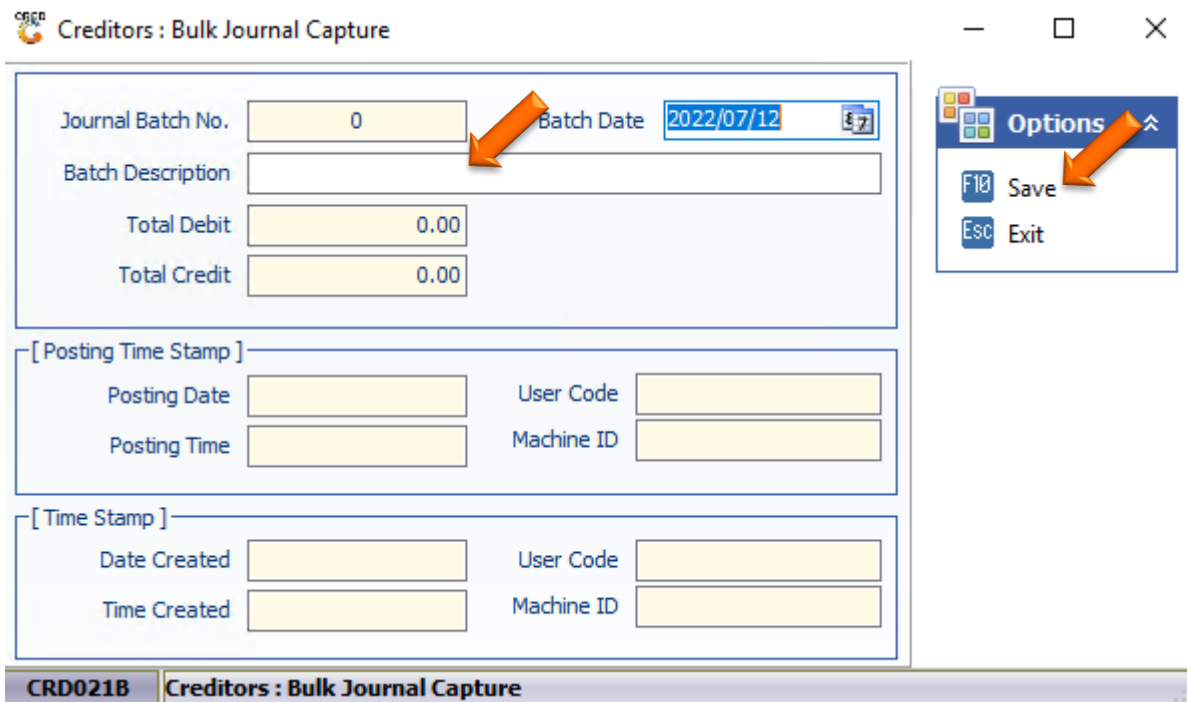 Creditors : Bulk Journal Capture
Journal Batch No. 0 Batch Date 2022/07/12
Batch Description
Total Debit 0.00
Total Credit 0.00
Options
F10 Save
Esc Exit
[ Posting Time Stamp ]
Posting Date User Code
Posting Time Machine ID
[ Time Stamp ]
Date Created User Code
Time Created Machine ID
CRD021B Creditors : Bulk Journal Capture